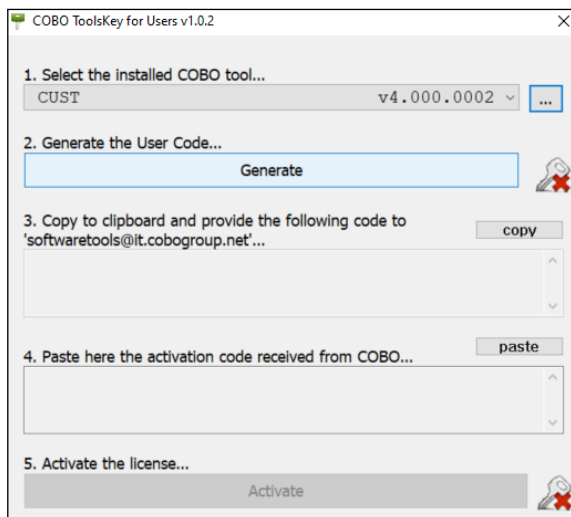 COBO ToolsKey for Users v1.0.2
1. Select the installed COBO tool...
CUST v4.000.0002
...
2. Generate the User Code...
Generate
3. Copy to clipboard and provide the following code to
'softwaretools@it.cobogroup.net'...
copy
4. Paste here the activation code received from COBO...
paste
5. Activate the license...
Activate